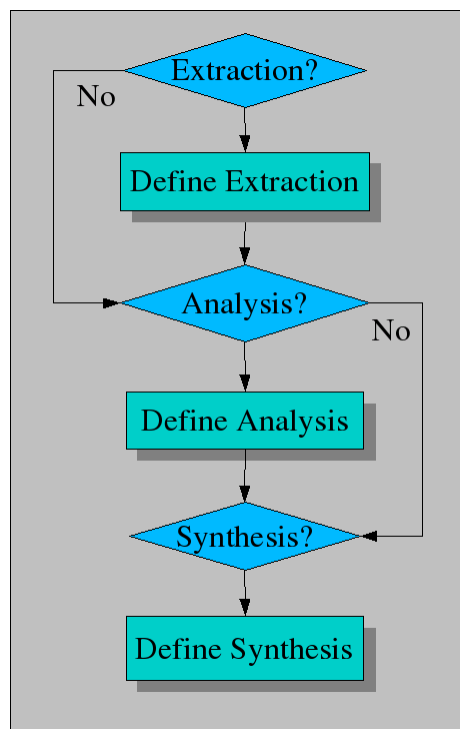 Extraction?
No
Define Extraction
Analysis?
No
Define Analysis
Synthesis?
Define Synthesis